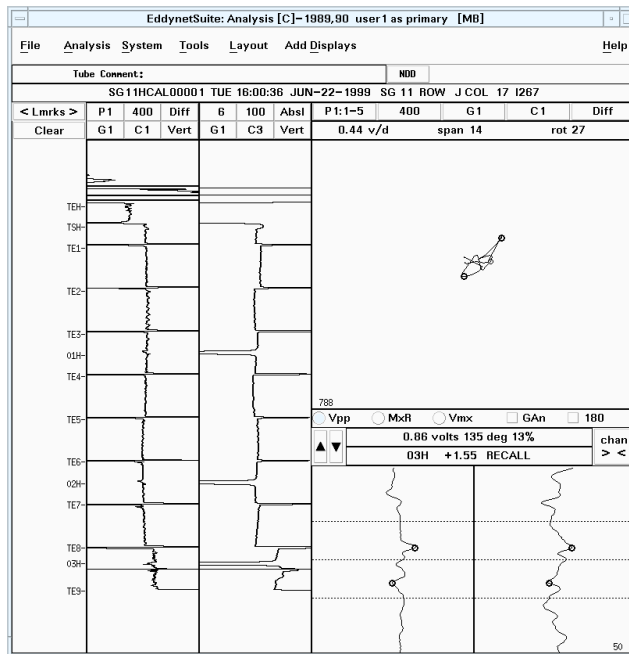 EddynetSuite: Analysis [C]-1989,90 user1 as primary [MB]
File Analysis System Tools Layout Add Displays Help
Tube Comment: NDD
SG11HCAL00001 TUE 16:00:36 JUN-22-1999 SG 11 ROW J COL 17 I267
< Lmrks > P1 400 Diff 6 100 Absl P1:1-5 400 G1 C1 Diff
Clear G1 C1 Vert G1 C3 Vert 0.44 v/d span 14 rot 27
TEH
TSH
TE1
TE2
TE3
01H
TE4
TE5
TE6
02H
TE7
TE8
03H
TE9
788
Vpp MxR Vmx GAn 180
0.86 volts 135 deg 13% chan
03H +1.55 RECALL > <
50